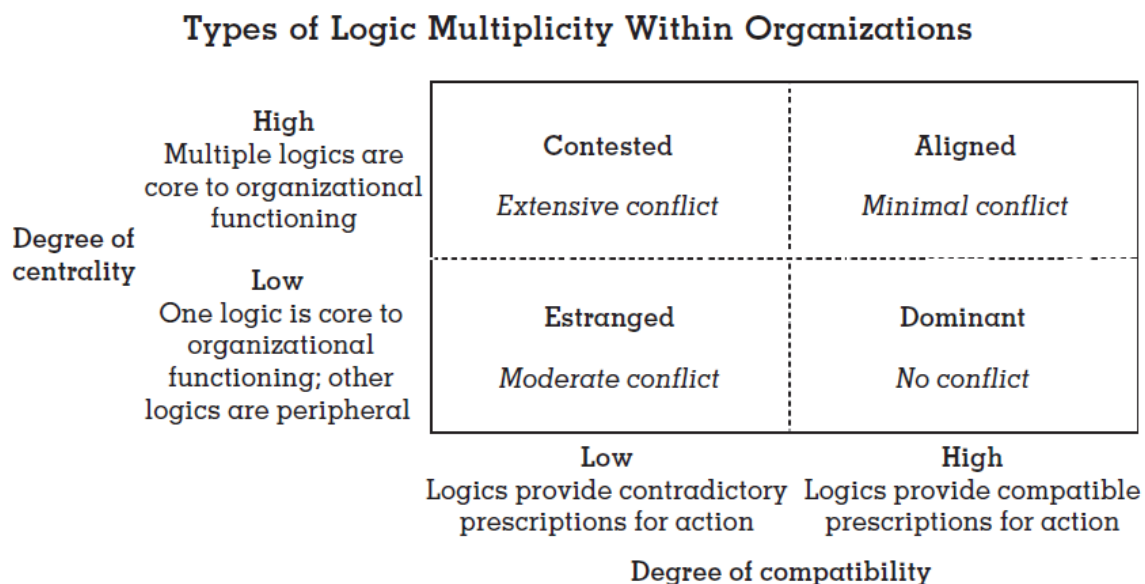 Types of Logic Multiplicity Within Organizations
High
Multiple logics are
core to organizational
functioning
Degree of
centrality
Low
One logic is core to
organizational
functioning; other
logics are peripheral
Contested
Extensive conflict
Aligned
Minimal conflict
Estranged
Moderate conflict
Dominant
No conflict
Low
Logics provide contradictory
prescriptions for action
High
Logics provide compatible
prescriptions for action
Degree of compatibility